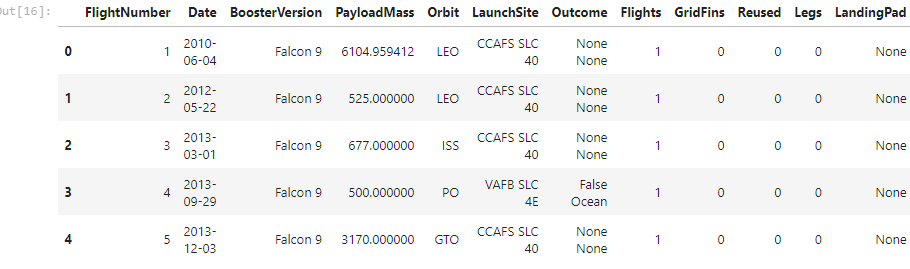 Out[16]: FlightNumber Date BoosterVersion PayloadMass Orbit LaunchSite Outcome Flights GridFins Reused Legs LandingPad
0 1 2010-06-04 Falcon 9 6104.959412 LEO CCAFS SLC 40 None None 1 0 0 0 None
1 2 2012-05-22 Falcon 9 525.000000 LEO CCAFS SLC 40 None None 1 0 0 0 None
2 3 2013-03-01 Falcon 9 677.000000 ISS CCAFS SLC 40 None None 1 0 0 0 None
3 4 2013-09-29 Falcon 9 500.000000 PO VAFB SLC 4E False Ocean 1 0 0 0 None
4 5 2013-12-03 Falcon 9 3170.000000 GTO CCAFS SLC 40 None None 1 0 0 0 None